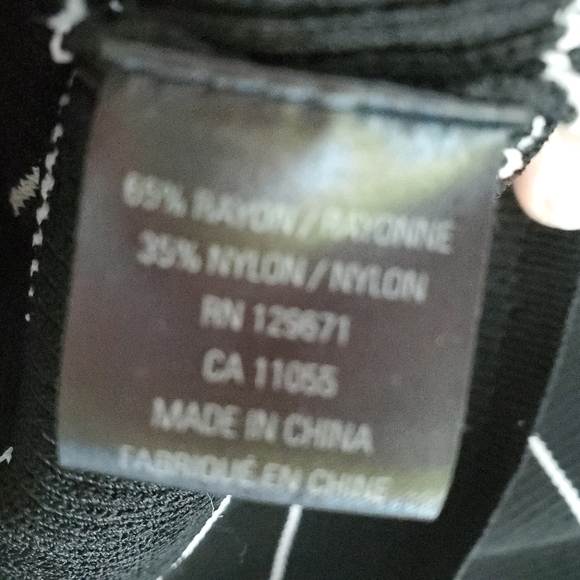 65% RAYON / RAYONNE
35% NYLON / NYLON
RN 129671
CA 11055
MADE IN CHINA
FABRIQUÉ EN CHINE